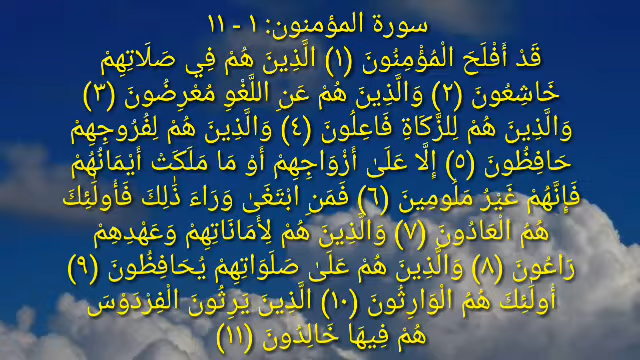 سورة المؤمنون: ١ - ١١
قَدْ أَفْلَحَ الْمُؤْمِنُونَ (١) الَّذِينَ هُمْ فِي صَلَاتِهِمْ
خَاشِعُونَ (٢) وَالَّذِينَ هُمْ عَنِ اللَّغْوِ مُعْرِضُونَ (٣)
وَالَّذِينَ هُمْ لِلزَّكَاةِ فَاعِلُونَ (٤) وَالَّذِينَ هُمْ لِفُرُوجِهِمْ
حَافِظُونَ (٥) إِلَّا عَلَىٰ أَزْوَاجِهِمْ أَوْ مَا مَلَكَتْ أَيْمَانُهُمْ
فَإِنَّهُمْ غَيْرُ مَلُومِينَ (٦) فَمَنِ ابْتَغَىٰ وَرَاءَ ذَٰلِكَ فَأُولَئِكَ
هُمُ الْعَادُونَ (٧) وَالَّذِينَ هُمْ لِأَمَانَاتِهِمْ وَعَهْدِهِمْ
رَاعُونَ (٨) وَالَّذِينَ هُمْ عَلَىٰ صَلَوَاتِهِمْ يُحَافِظُونَ (٩)
أُولَئِكَ هُمُ الْوَارِثُونَ (١٠) الَّذِينَ يَرِثُونَ الْفِرْدَوْسَ
هُمْ فِيهَا خَالِدُونَ (١١)